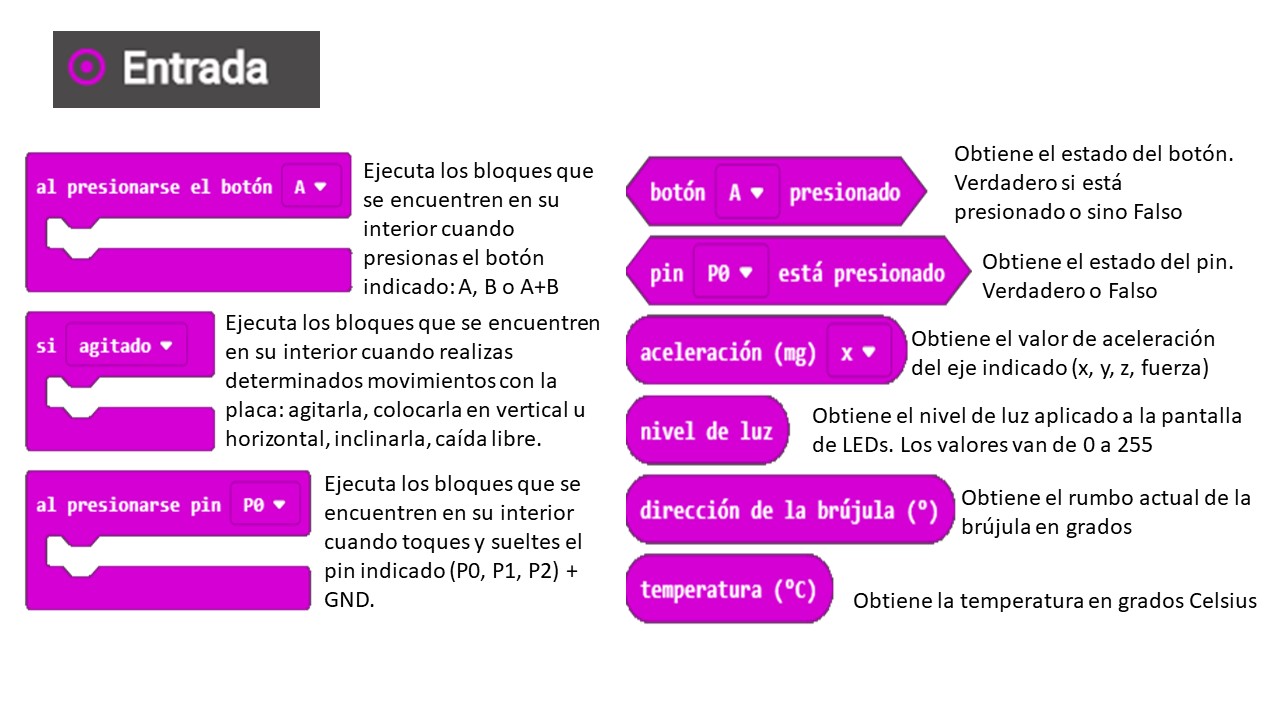 Entrada
al presionarse el botón A
Ejecuta los bloques que
se encuentren en su
interior cuando
presionas el botón
indicado: A, B o A+B
si agitado
Ejecuta los bloques que se encuentren
en su interior cuando realizas
determinados movimientos con la
placa: agitarla, colocarla en vertical u
horizontal, inclinarla, caída libre.
al presionarse pin P0
Ejecuta los bloques que se
encuentren en su interior
cuando toques y sueltes el
pin indicado (P0, P1, P2) +
GND.
botón A presionado
Obtiene el estado del botón.
Verdadero si está
presionado o sino Falso
pin P0 está presionado
Obtiene el estado del pin.
Verdadero o Falso
aceleración (mg) x
Obtiene el valor de aceleración
del eje indicado (x, y, z, fuerza)
nivel de luz
Obtiene el nivel de luz aplicado a la pantalla
de LEDs. Los valores van de 0 a 255
dirección de la brújula (º)
Obtiene el rumbo actual de la
brújula en grados
temperatura (ºC)
Obtiene la temperatura en grados Celsius